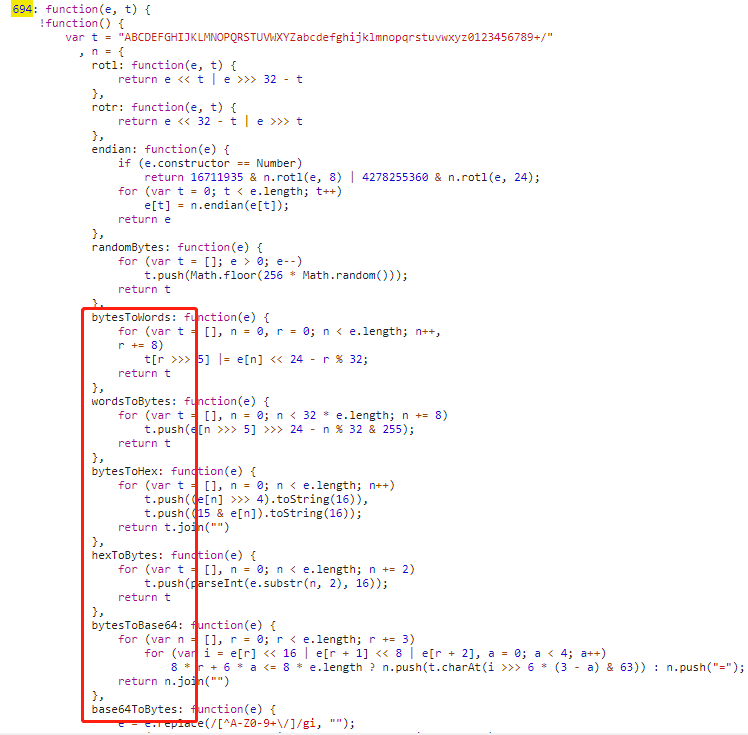 694: function(e, t) {
    !function() {
        var t = "ABCDEFGHIJKLMNOPQRSTUVWXYZabcdefghijklmnopqrstuvwxyz0123456789+/"
          , n = {
            rotl: function(e, t) {
                return e << t | e >>> 32 - t
            },
            rotr: function(e, t) {
                return e << 32 - t | e >>> t
            },
            endian: function(e) {
                if (e.constructor == Number)
                    return 16711935 & n.rotl(e, 8) | 4278255360 & n.rotl(e, 24);
                for (var t = 0; t < e.length; t++)
                    e[t] = n.endian(e[t]);
                return e
            },
            randomBytes: function(e) {
                for (var t = []; e > 0; e--)
                    t.push(Math.floor(256 * Math.random()));
                return t
            },
            bytesToWords: function(e) {
                for (var t = [], n = 0, r = 0; n < e.length; n++,
                r += 8)
                    t[r >>> 5] |= e[n] << 24 - r % 32;
                return t
            },
            wordsToBytes: function(e) {
                for (var t = [], n = 0; n < 32 * e.length; n += 8)
                    t.push(e[n >>> 5] >>> 24 - n % 32 & 255);
                return t
            },
            bytesToHex: function(e) {
                for (var t = [], n = 0; n < e.length; n++)
                    t.push((e[n] >>> 4).toString(16)),
                    t.push((15 & e[n]).toString(16));
                return t.join("")
            },
            hexToBytes: function(e) {
                for (var t = [], n = 0; n < e.length; n += 2)
                    t.push(parseInt(e.substr(n, 2), 16));
                return t
            },
            bytesToBase64: function(e) {
                for (var n = [], r = 0; r < e.length; r += 3)
                    for (var i = e[r] << 16 | e[r + 1] << 8 | e[r + 2], a = 0; a < 4; a++)
                        8 * r + 6 * a <= 8 * e.length ? n.push(t.charAt(i >>> 6 * (3 - a) & 63)) : n.push("=");
                return n.join("")
            },
            base64ToBytes: function(e) {
                e = e.replace(/[^A-Z0-9+\/]/gi, "");